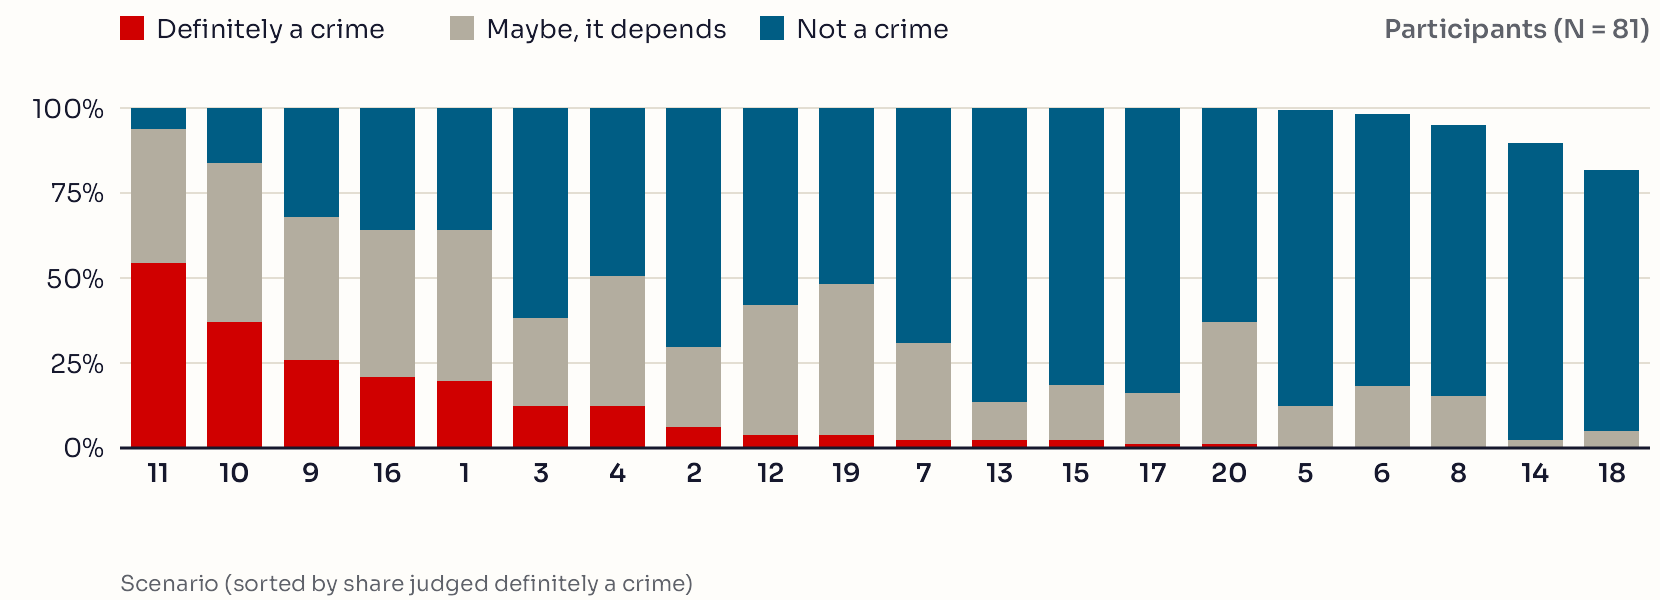 Definitely a crime Maybe, it depends Not a crime Participants (N = 81)
100%
75%
50%
25%
0%
11 10 9 16 1 3 4 2 12 19 7 13 15 17 20 5 6 8 14 18
Scenario (sorted by share judged definitely a crime)